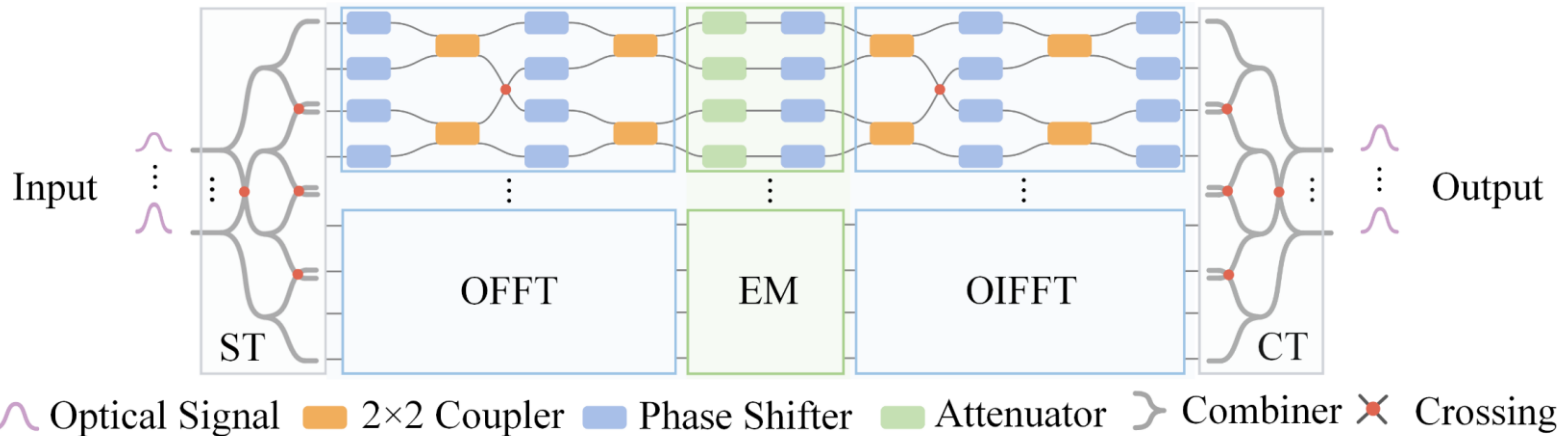 Input
Output
ST
OFFT
EM
OIFFT
CT
Optical Signal
2×2 Coupler
Phase Shifter
Attenuator
Combiner
Crossing